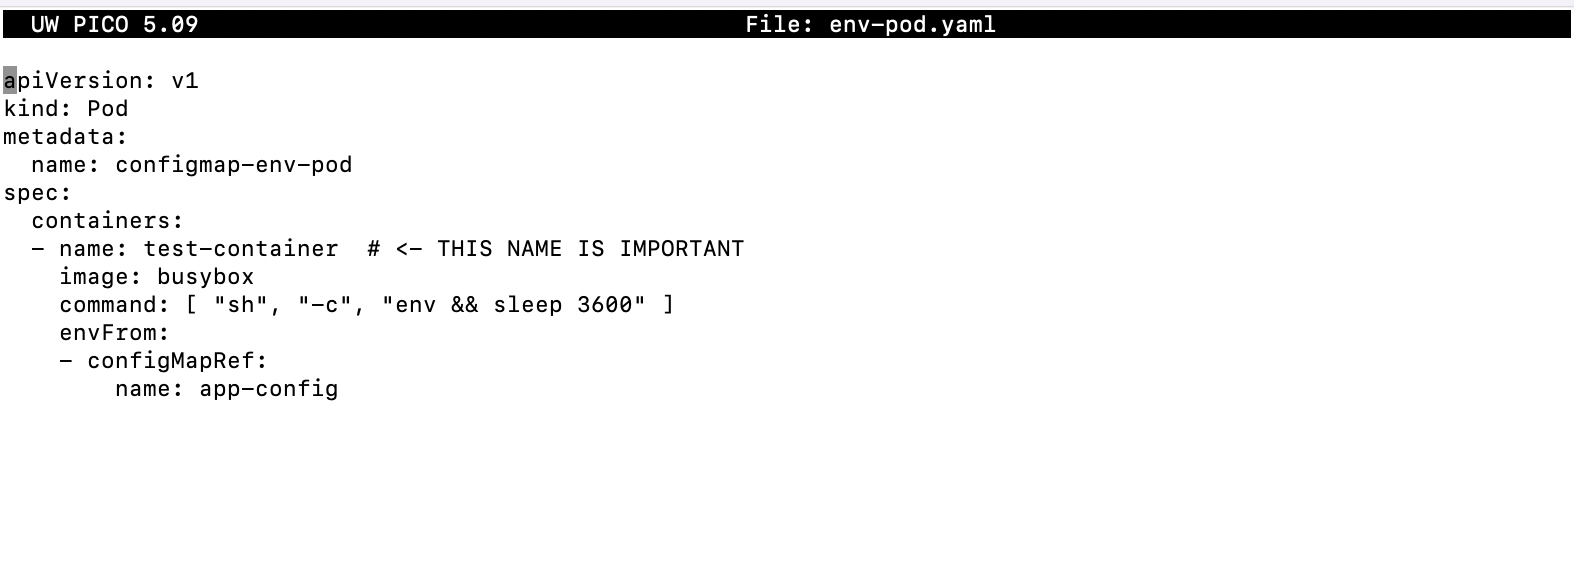 UW PICO 5.09 File: env-pod.yaml
apiVersion: v1
kind: Pod
metadata:
  name: configmap-env-pod
spec:
  containers:
  - name: test-container  # <- THIS NAME IS IMPORTANT
    image: busybox
    command: [ "sh", "-c", "env && sleep 3600" ]
    envFrom:
    - configMapRef:
        name: app-config